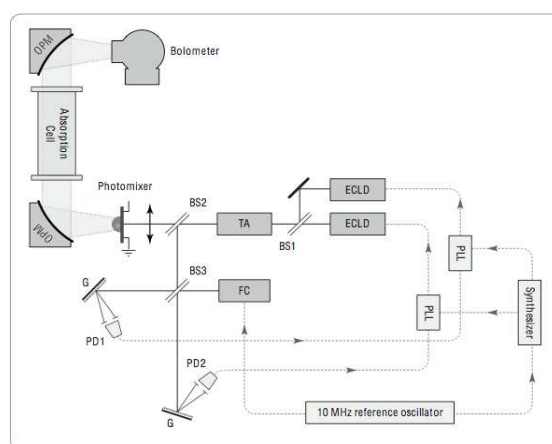 OPM
Bolometer
Absorption
Cell
Photomixer
BS2
ECLD
OPM
TA
ECLD
BS1
PLL
G
BS3
FC
PLL
Synthesizer
PD1
PD2
G
10 MHz reference oscillator